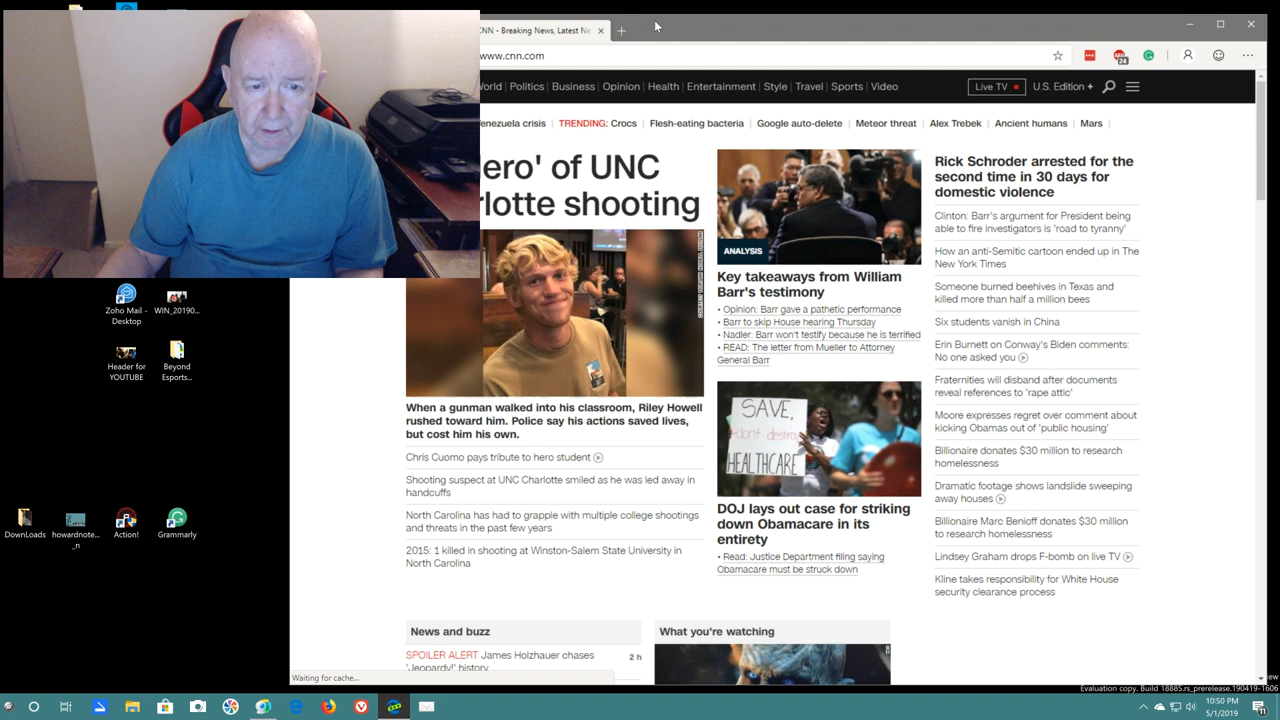 CNN - Breaking News, Latest Ne
www.cnn.com
24
orld Politics Business Opinion Health Entertainment Style Travel Sports Video
Live TV
U.S. Edition +
enezuela crisis TRENDING: Crocs Flesh-eating bacteria Google auto-delete Meteor threat Alex Trebek Ancient humans Mars
ero' of UNC
rlotte shooting
When a gunman walked into his classroom, Riley Howell
rushed toward him. Police say his actions saved lives,
but cost him his own.
Chris Cuomo pays tribute to hero student
Shooting suspect at UNC Charlotte smiled as he was led away in
handcuffs
North Carolina has had to grapple with multiple college shootings
and threats in the past few years
2015: 1 killed in shooting at Winston-Salem State University in
North Carolina
ANALYSIS
Key takeaways from William
Barr's testimony
• Opinion: Barr gave a pathetic performance
• Barr to skip House hearing Thursday
• Nadler: Barr won't testify because he is terrified
• READ: The letter from Mueller to Attorney
General Barr
SAVE,
dont destroy
HEALTHCARE
DOJ lays out case for striking
down Obamacare in its
entirety
• Read: Justice Department filing saying
Obamacare must be struck down
Rick Schroder arrested for the
second time in 30 days for
domestic violence
Clinton: Barr's argument for President being
able to fire investigators is 'road to tyranny'
How an anti-Semitic cartoon ended up in The
New York Times
Someone burned beehives in Texas and
killed more than half a million bees
Six students vanish in China
Erin Burnett on Conway's Biden comments:
No one asked you
Fraternities will disband after documents
reveal references to 'rape attic'
Moore expresses regret over comment about
kicking Obamas out of 'public housing'
Billionaire donates $30 million to research
homelessness
Dramatic footage shows landslide sweeping
away houses
Billionaire Marc Benioff donates $30 million
to research homelessness
Lindsey Graham drops F-bomb on live TV
Kline takes responsibility for White House
security clearance process
News and buzz
SPOILER ALERT James Holzhauer chases
'Jeopardy!' history
2 h
What you're watching
Waiting for cache...
Zoho Mail -
Desktop
WIN_20190...
Header for
YOUTUBE
Beyond
Esports...
DownLoads
howardnote...
_n
Action!
Grammarly
iew
Evaluation copy. Build 18885.rs_prerelease.190419-1606
10:50 PM
5/1/2019
11